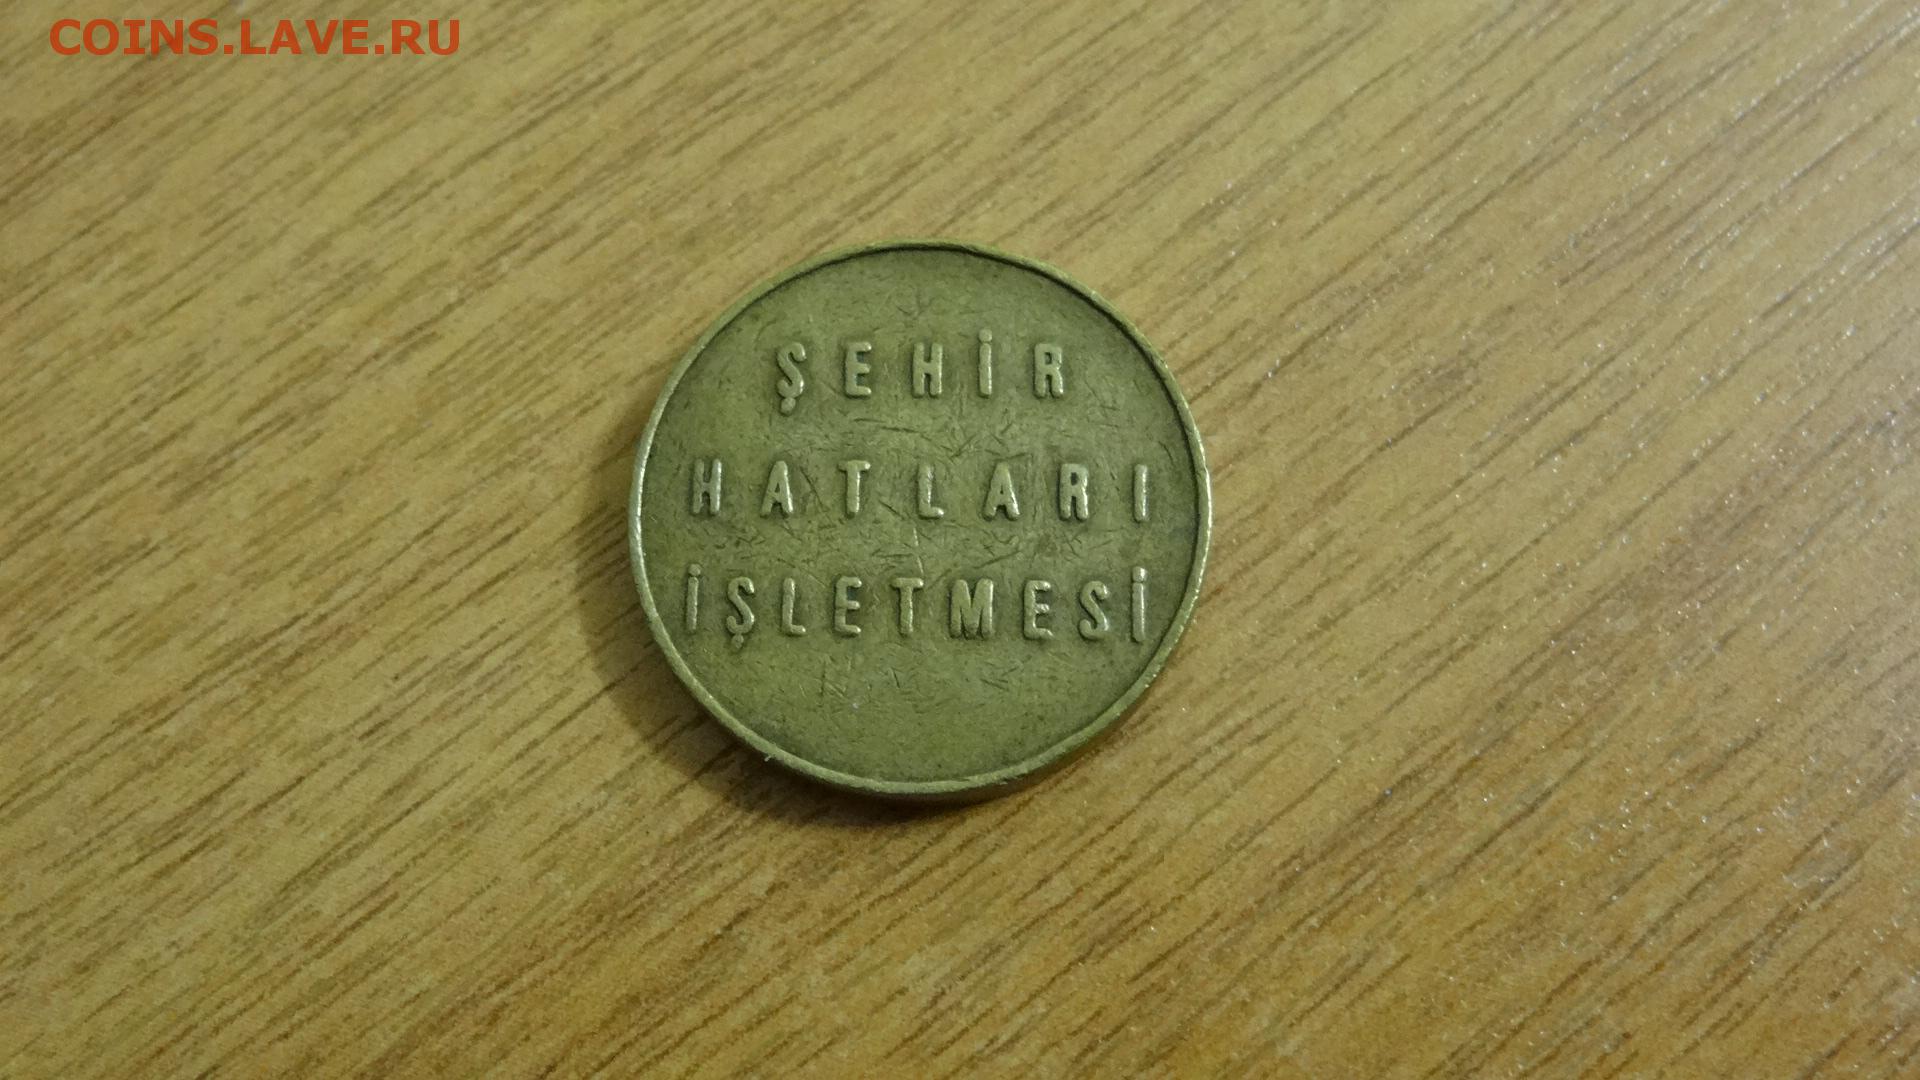 COINS.LAVE.RU
ŞEHİR
HATLARI
İŞLETMESİ